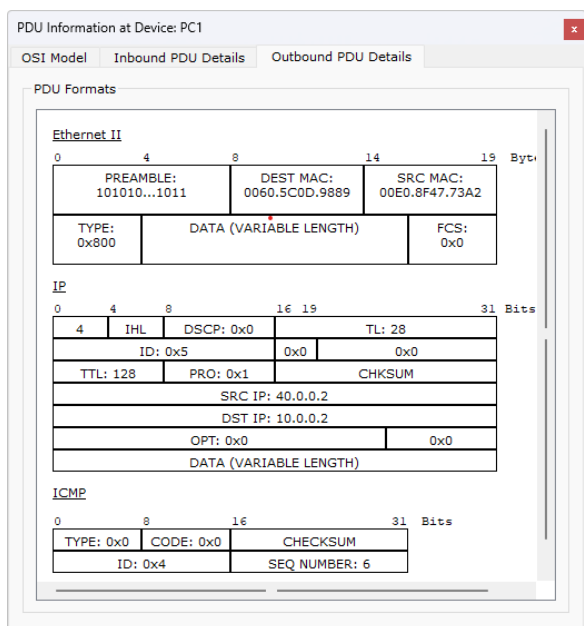 PDU Information at Device: PC1
x
OSI Model Inbound PDU Details Outbound PDU Details
PDU Formats
Ethernet II
0 4 8 14 19 Byt
PREAMBLE: DEST MAC: SRC MAC:
101010...1011 0060.5C0D.9889 00E0.8F47.73A2
TYPE: DATA (VARIABLE LENGTH) FCS:
0x800 0x0
IP
0 4 8 16 19 31 Bits
4 IHL DSCP: 0x0 TL: 28
ID: 0x5 0x0 0x0
TTL: 128 PRO: 0x1 CHKSUM
SRC IP: 40.0.0.2
DST IP: 10.0.0.2
OPT: 0x0 0x0
DATA (VARIABLE LENGTH)
ICMP
0 8 16 31 Bits
TYPE: 0x0 CODE: 0x0 CHECKSUM
ID: 0x4 SEQ NUMBER: 6